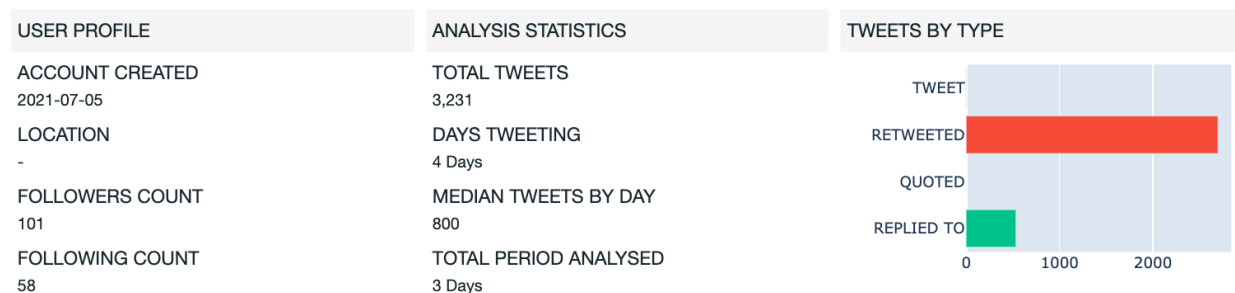 USER PROFILE
ACCOUNT CREATED
2021-07-05
LOCATION
-
FOLLOWERS COUNT
101
FOLLOWING COUNT
58
ANALYSIS STATISTICS
TOTAL TWEETS
3,231
DAYS TWEETING
4 Days
MEDIAN TWEETS BY DAY
800
TOTAL PERIOD ANALYSED
3 Days
TWEETS BY TYPE
TWEET
RETWEETED
QUOTED
REPLIED TO
0 1000 2000